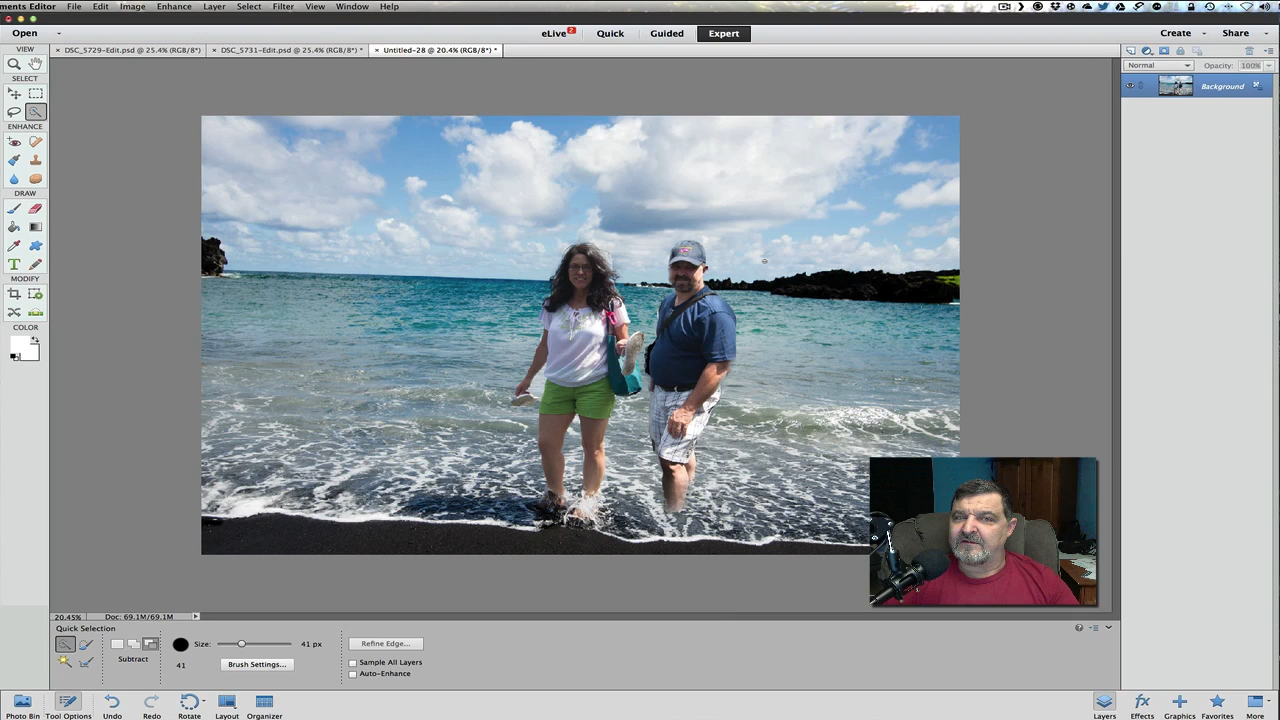 ments Editor File Edit Image Enhance Layer Select Filter View Window Help
Open eLive 2 Quick Guided Expert Create Share
VIEW × DSC_5729-Edit.psd @ 25.4% (RGB/8*) × DSC_5731-Edit.psd @ 25.4% (RGB/8*) * × Untitled-28 @ 20.4% (RGB/8*) *
Normal Opacity: 100%
SELECT
Background
ENHANCE
DRAW
T
MODIFY
COLOR
20.45% Doc: 69.1M/69.1M
Quick Selection
Size: 41 px Refine Edge...
Subtract
41 Brush Settings... Sample All Layers
Auto-Enhance
Photo Bin Tool Options Undo Redo Rotate Layout Organizer Layers Effects Graphics Favorites More